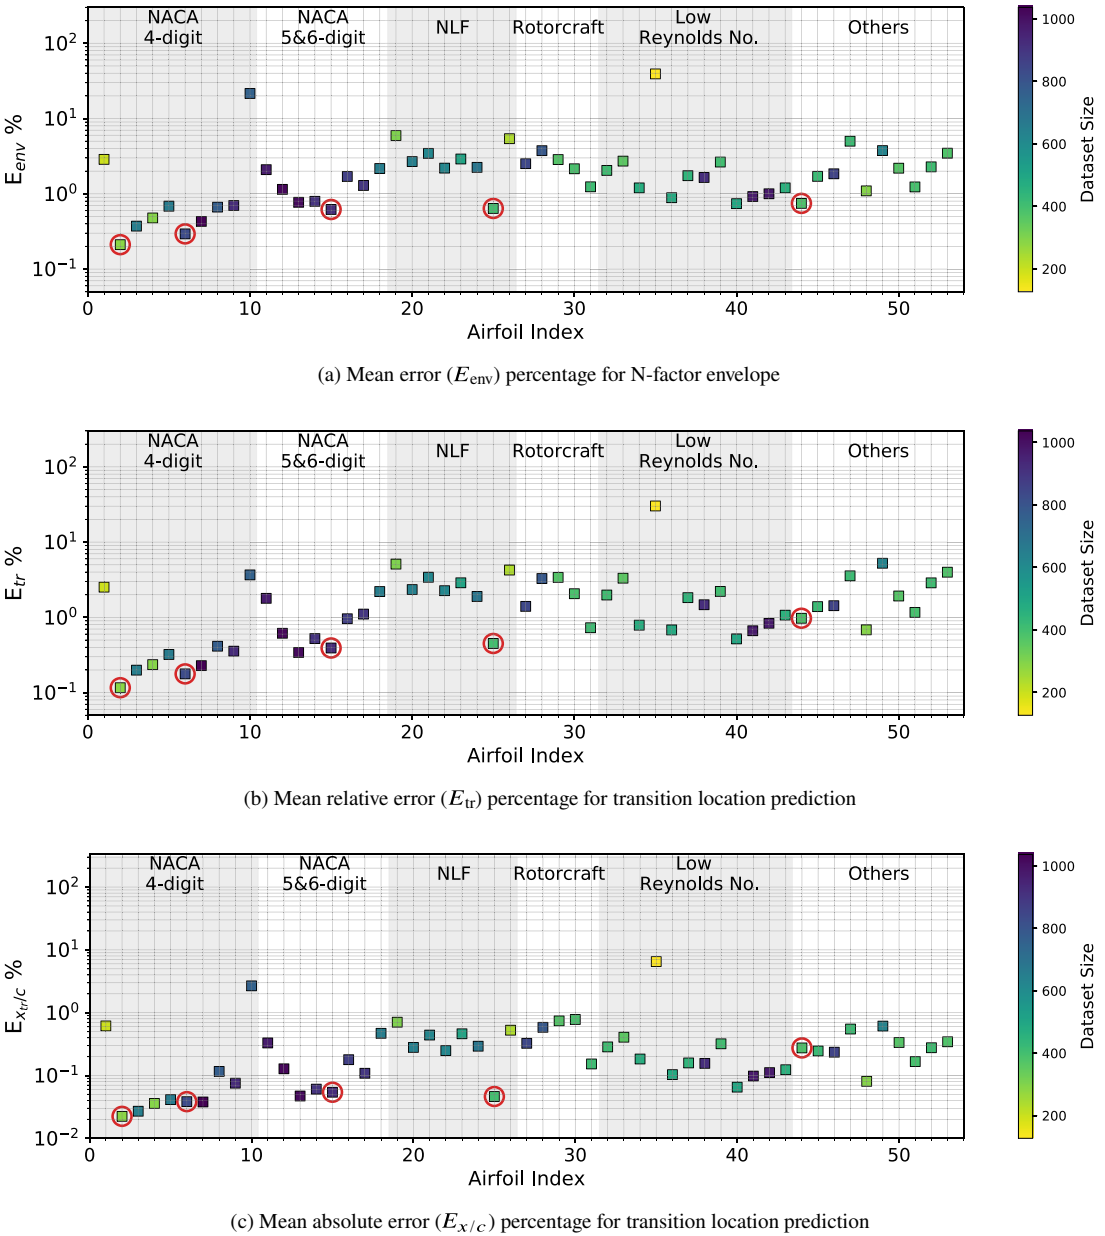 NACA
4-digit
NACA
5&6-digit
NLF
Rotorcraft
Low
Reynolds No.
Others
E_env %
10^2
10^1
10^0
10^−1
0 10 20 30 40 50
Airfoil Index
1000
800
600
400
200
Dataset Size
(a) Mean error (E_env) percentage for N-factor envelope
NACA
4-digit
NACA
5&6-digit
NLF
Rotorcraft
Low
Reynolds No.
Others
E_tr %
10^2
10^1
10^0
10^−1
0 10 20 30 40 50
Airfoil Index
1000
800
600
400
200
Dataset Size
(b) Mean relative error (E_tr) percentage for transition location prediction
NACA
4-digit
NACA
5&6-digit
NLF
Rotorcraft
Low
Reynolds No.
Others
E_x_tr/c %
10^2
10^1
10^0
10^−1
10^−2
0 10 20 30 40 50
Airfoil Index
1000
800
600
400
200
Dataset Size
(c) Mean absolute error (E_x/c) percentage for transition location prediction